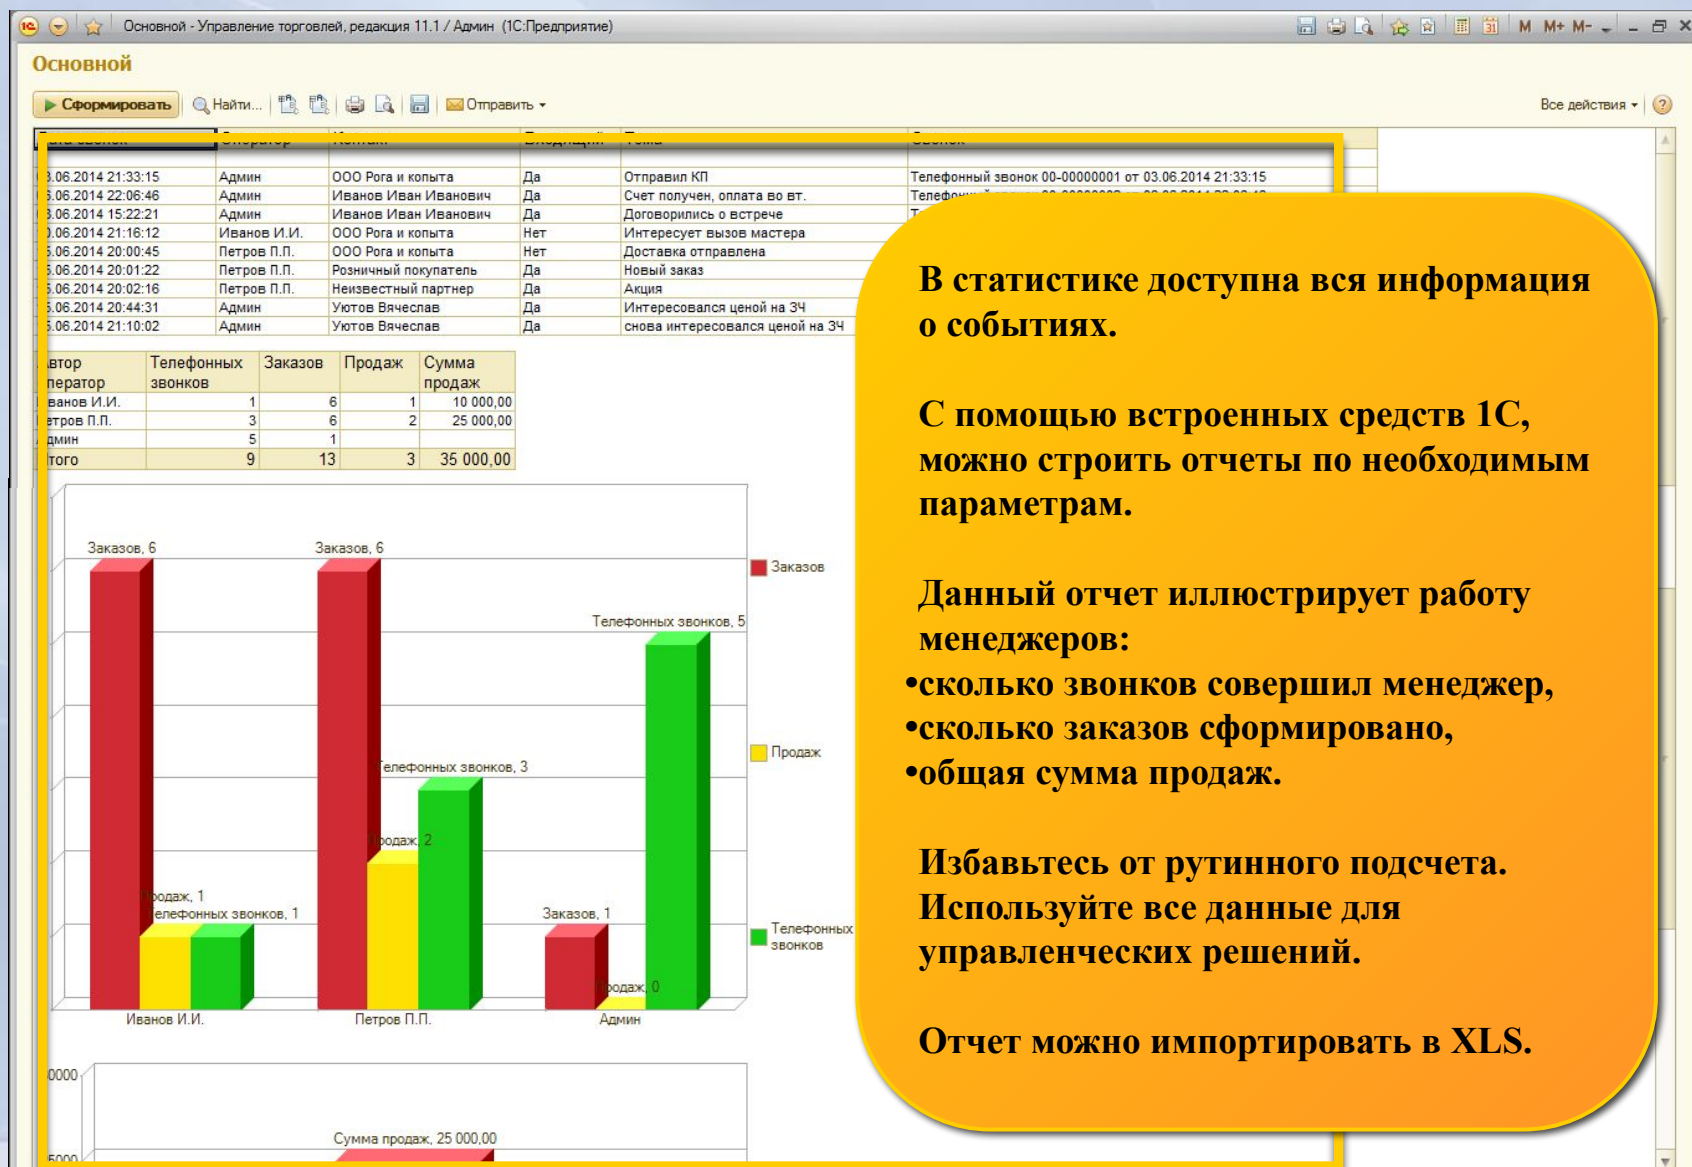 Основной - Управление торговлей, редакция 11.1 / Админ (1С:Предприятие)
M M+ M-
Основной
Сформировать Найти... Отправить Все действия
.06.2014 21:33:15 Админ ООО Рога и копыта Да Отправил КП Телефонный звонок 00-00000001 от 03.06.2014 21:33:15
.06.2014 22:06:46 Админ Иванов Иван Иванович Да Счет получен, оплата во вт.
.06.2014 15:22:21 Админ Иванов Иван Иванович Да Договорились о встрече
.06.2014 21:16:12 Иванов И.И. ООО Рога и копыта Нет Интересует вызов мастера
.06.2014 20:00:45 Петров П.П. ООО Рога и копыта Нет Доставка отправлена
.06.2014 20:01:22 Петров П.П. Розничный покупатель Да Новый заказ
.06.2014 20:02:16 Петров П.П. Неизвестный партнер Да Акция
.06.2014 20:44:31 Админ Уютов Вячеслав Да Интересовался ценой на ЗЧ
.06.2014 21:10:02 Админ Уютов Вячеслав Да снова интересовался ценой на ЗЧ
Автор Телефонных Заказов Продаж Сумма
оператор звонков продаж
Иванов И.И. 1 6 1 10 000,00
Петров П.П. 3 6 2 25 000,00
Админ 5 1
Итого 9 13 3 35 000,00
Заказов, 6
Заказов, 6
Заказов
Телефонных звонков, 5
Продаж
Телефонных звонков, 3
Продаж, 2
Продаж, 1
Телефонных звонков, 1
Заказов, 1
Телефонных
звонков
Продаж, 0
Иванов И.И. Петров П.П. Админ
Сумма продаж, 25 000,00
В статистике доступна вся информация
о событиях.
С помощью встроенных средств 1С,
можно строить отчеты по необходимым
параметрам.
Данный отчет иллюстрирует работу
менеджеров:
•сколько звонков совершил менеджер,
•сколько заказов сформировано,
•общая сумма продаж.
Избавьтесь от рутинного подсчета.
Используйте все данные для
управленческих решений.
Отчет можно импортировать в XLS.